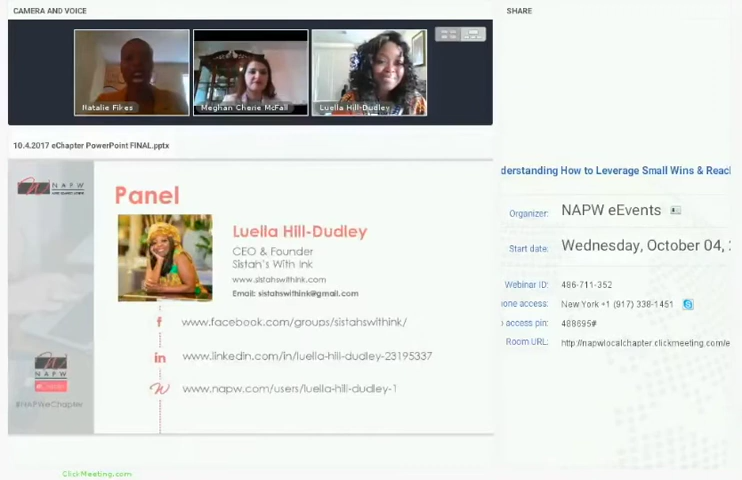 CAMERA AND VOICE
SHARE
Natalie Fikes
Meghan Cherie McFall
Luella Hill-Dudley
10.4.2017 eChapter PowerPoint FINAL.pptx
NAPW
Panel
Luella Hill-Dudley
CEO & Founder
Sistah's With Ink
www.sistahswithink.com
Email: sistahswithink@gmail.com
www.facebook.com/groups/sistahswithink/
www.linkedin.com/in/luella-hill-dudley-23195337
www.napw.com/users/luella-hill-dudley-1
NAPW
eChapter
#NAPWeChapter
derstanding How to Leverage Small Wins & Reac
Organizer: NAPW eEvents
Start date: Wednesday, October 04, 2
Webinar ID: 486-711-352
one access: New York +1 (917) 338-1451
access pin: 488695#
Room URL: http://napwlocalchapter.clickmeeting.com/e
ClickMeeting.com